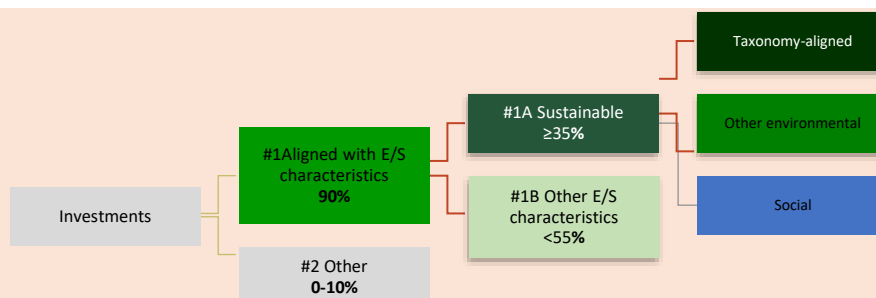 Taxonomy-aligned
#1A Sustainable
≥35%
Other environmental
#1Aligned with E/S
characteristics
90%
#1B Other E/S
characteristics
<55%
Investments
Social
#2 Other
0-10%